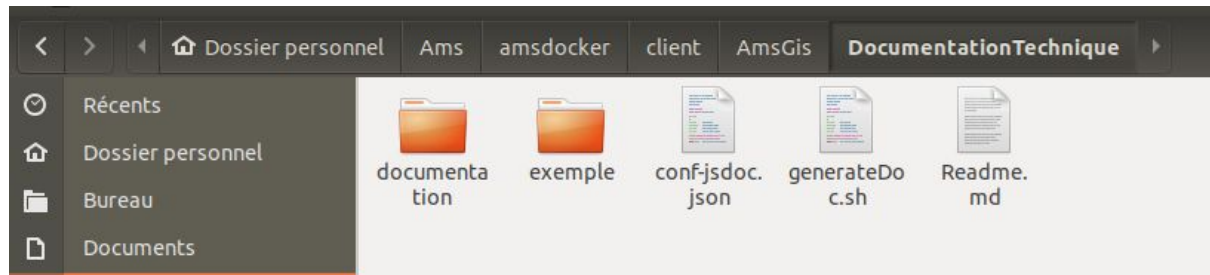 Dossier personnel Ams amsdocker client AmsGis DocumentationTechnique
Récents
Dossier personnel
Bureau
Documents
documenta
tion
exemple
conf-jsdoc.
json
generateDo
c.sh
Readme.
md